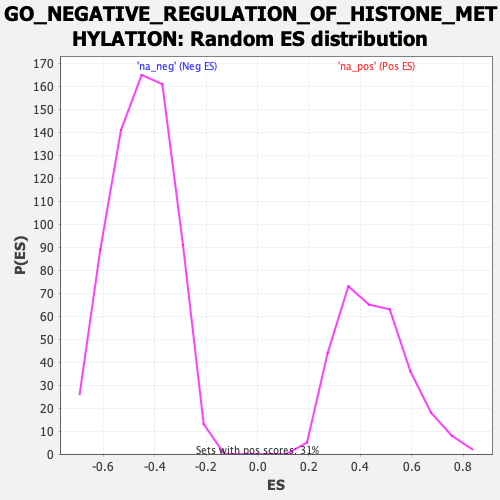 GO_NEGATIVE_REGULATION_OF_HISTONE_MET
HYLATION: Random ES distribution
'na_neg' (Neg ES) 'na_pos' (Pos ES)
170
160
150
140
130
120
110
100
90
80
70
60
50
40
30
20
10
0
P(ES)
Sets with pos scores: 31%
-0.6 -0.4 -0.2 0.0 0.2 0.4 0.6 0.8
ES